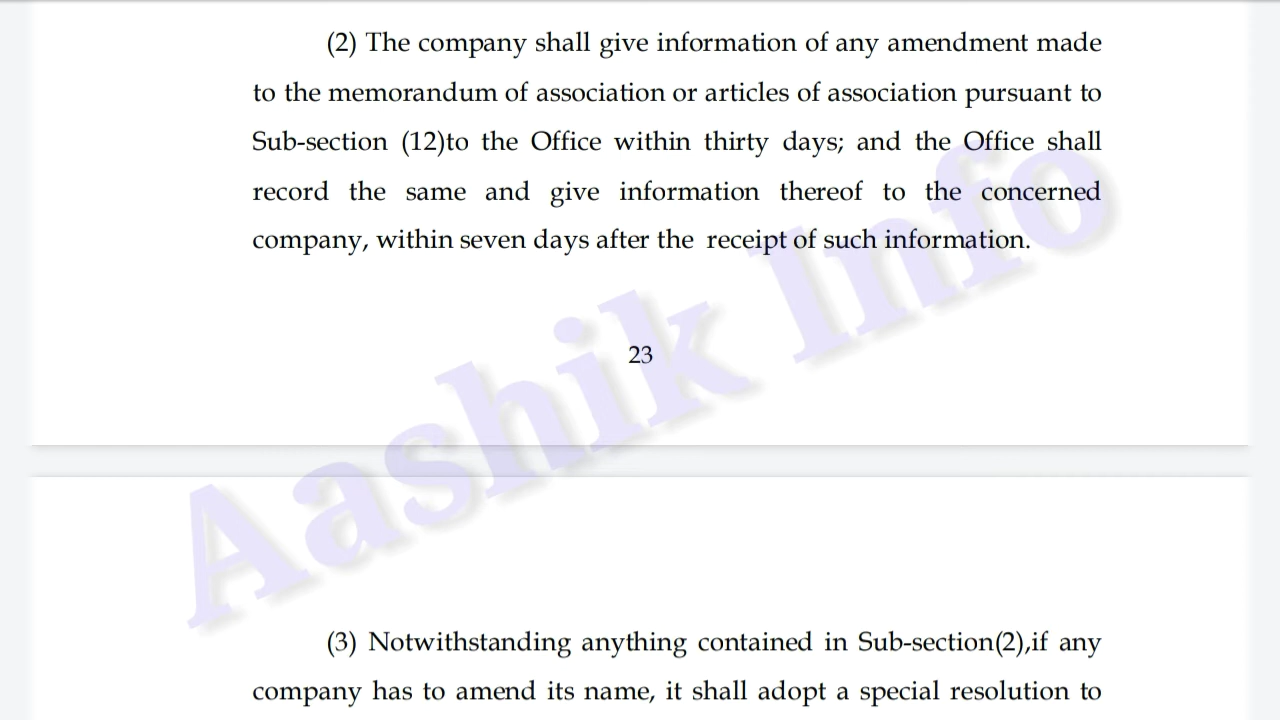 (2) The company shall give information of any amendment made
to the memorandum of association or articles of association pursuant to
Sub-section (12)to the Office within thirty days; and the Office shall
record the same and give information thereof to the concerned
company, within seven days after the receipt of such information.
Aashik Info
23
(3) Notwithstanding anything contained in Sub-section(2),if any
company has to amend its name, it shall adopt a special resolution to